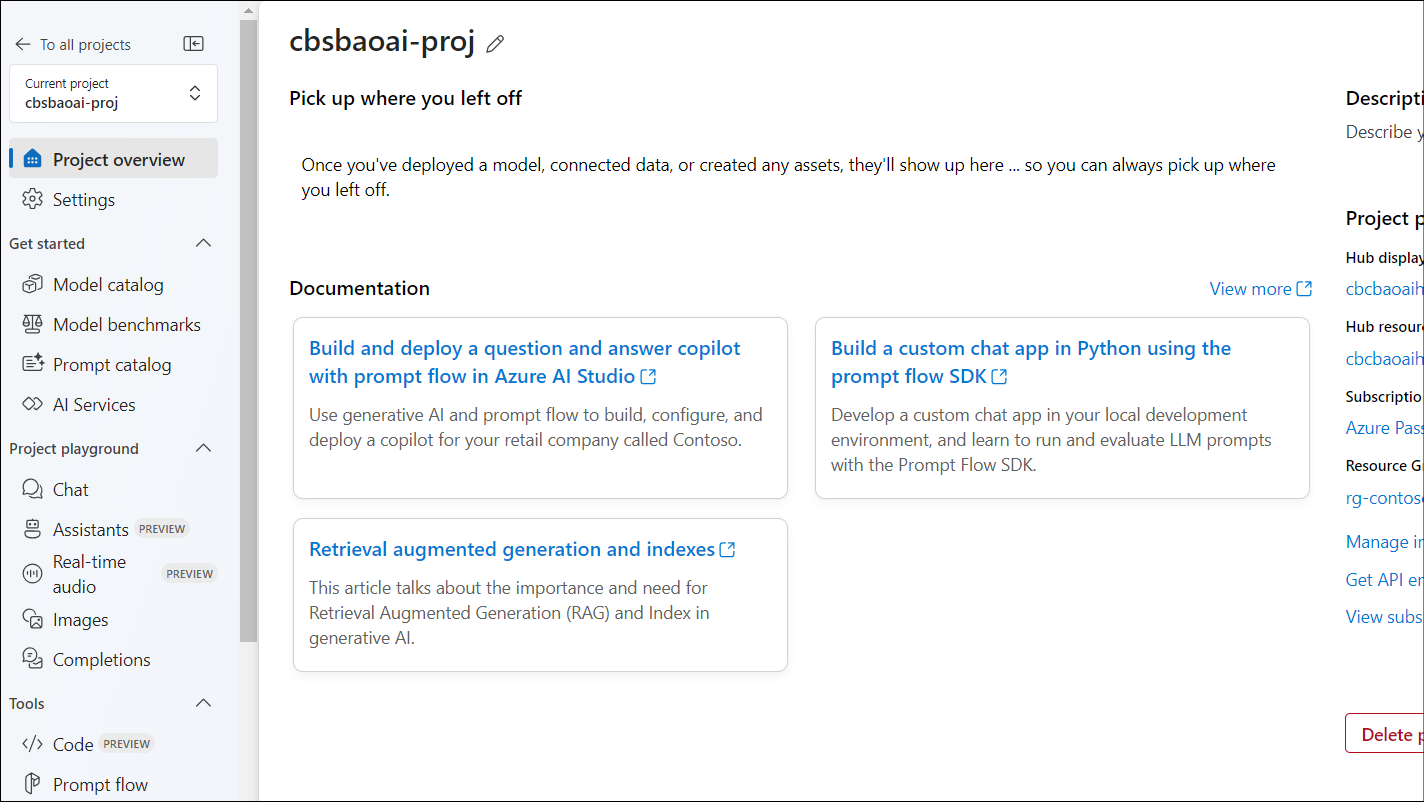 To all projects
Current project
cbsbaoai-proj
Project overview
Settings
Get started
Model catalog
Model benchmarks
Prompt catalog
AI Services
Project playground
Chat
Assistants PREVIEW
Real-time
audio
PREVIEW
Images
Completions
Tools
Code PREVIEW
Prompt flow
cbsbaoai-proj
Pick up where you left off
Once you've deployed a model, connected data, or created any assets, they'll show up here ... so you can always pick up where
you left off.
Documentation
View more
Build and deploy a question and answer copilot
with prompt flow in Azure AI Studio
Use generative AI and prompt flow to build, configure, and
deploy a copilot for your retail company called Contoso.
Build a custom chat app in Python using the
prompt flow SDK
Develop a custom chat app in your local development
environment, and learn to run and evaluate LLM prompts
with the Prompt Flow SDK.
Retrieval augmented generation and indexes
This article talks about the importance and need for
Retrieval Augmented Generation (RAG) and Index in
generative AI.
Descripti
Describe y
Project p
Hub display
cbcbaoaih
Hub resour
cbcbaoaih
Subscriptio
Azure Pass
Resource G
rg-contoso
Manage in
Get API en
View subs
Delete p